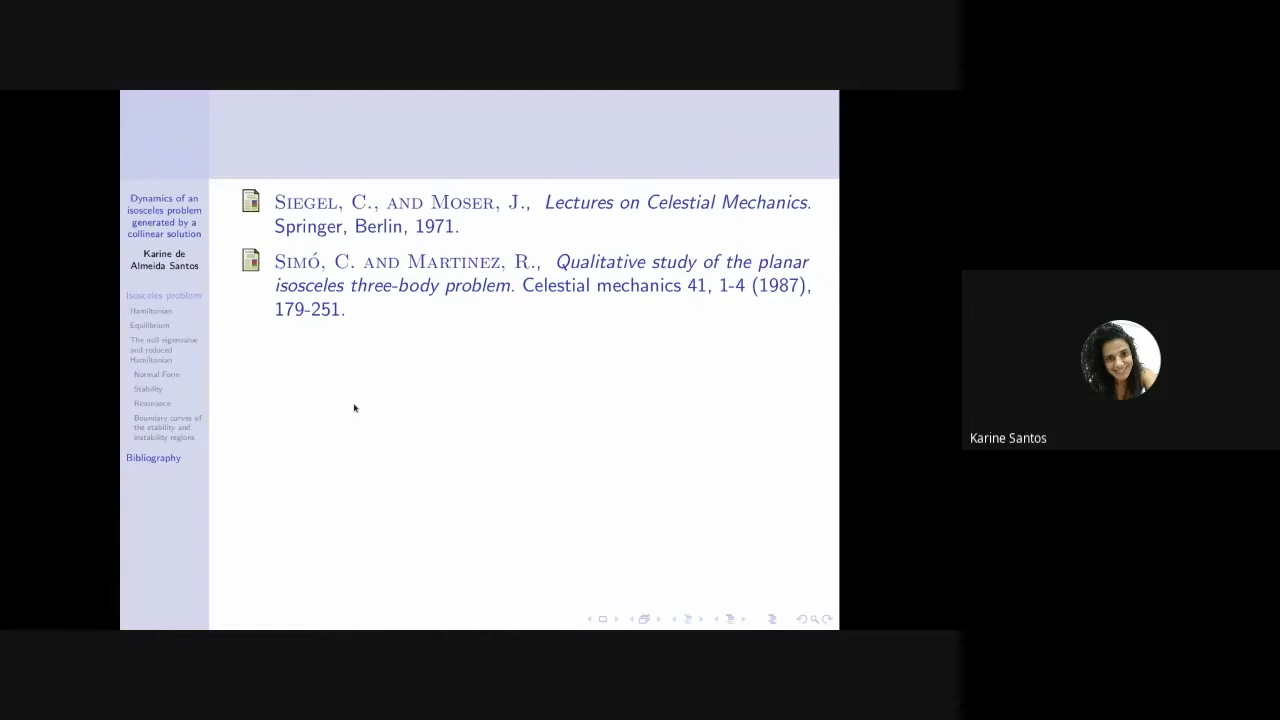 Dynamics of an
isosceles problem
generated by a
collinear solution
Karine de
Almeida Santos
Isosceles problem
Hamiltonian
Equilibrium
The null eigenvalue
and reduced
Hamiltonian
Normal Form
Stability
Resonance
Boundary curves of
the stability and
instability regions
Bibliography
SIEGEL, C., AND MOSER, J., Lectures on Celestial Mechanics.
Springer, Berlin, 1971.
SIMÓ, C. AND MARTINEZ, R., Qualitative study of the planar
isosceles three-body problem. Celestial mechanics 41, 1-4 (1987),
179-251.
Karine Santos